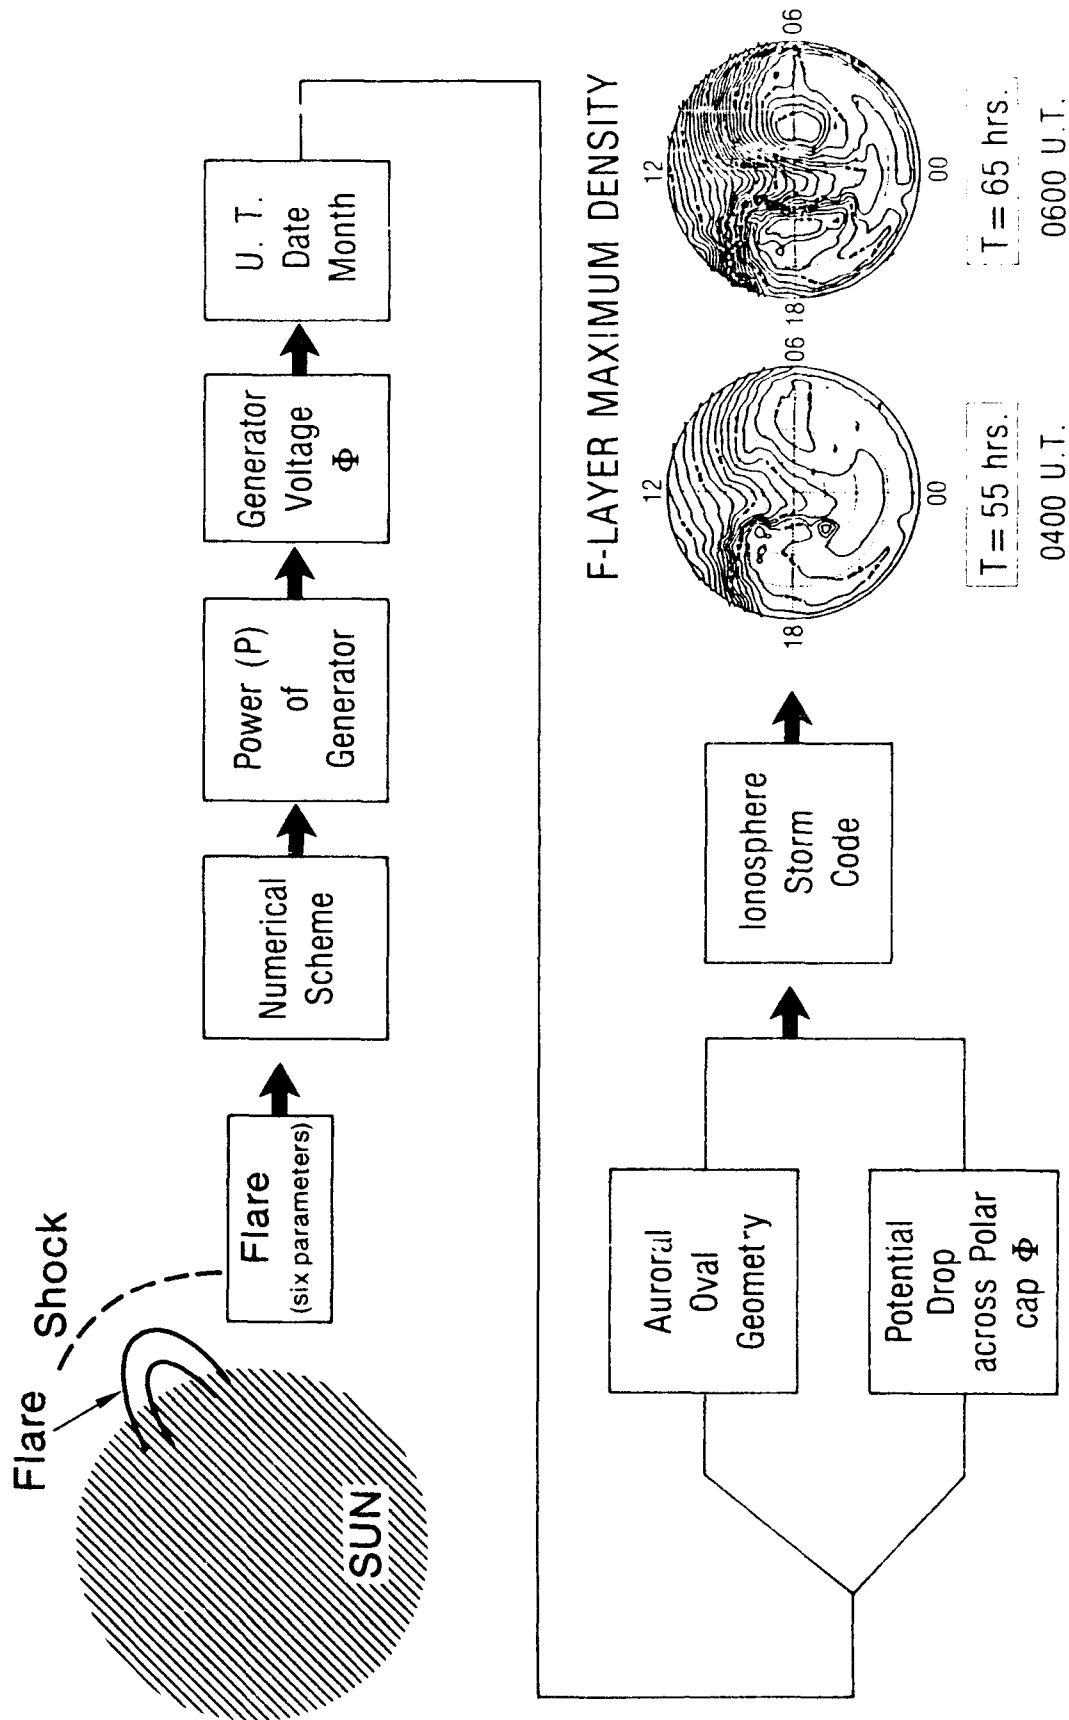 Flare
Shock
SUN
Flare
(six parameters)
Numerical
Scheme
Power (P)
of
Generator
Generator
Voltage
Φ
U. T.
Date
Month
Auroral
Oval
Geometry
Potential
Drop
across Polar
cap Φ
Ionosphere
Storm
Code
F-LAYER MAXIMUM DENSITY
12
18
06
00
T = 55 hrs.
0400 U.T.
12
18
06
00
T = 65 hrs.
0600 U.T.